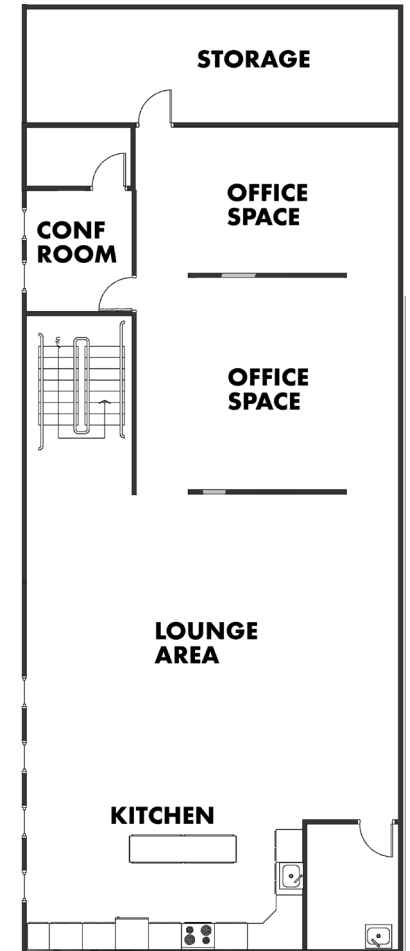 STORAGE
OFFICE
SPACE
CONF
ROOM
OFFICE
SPACE
LOUNGE
AREA
KITCHEN